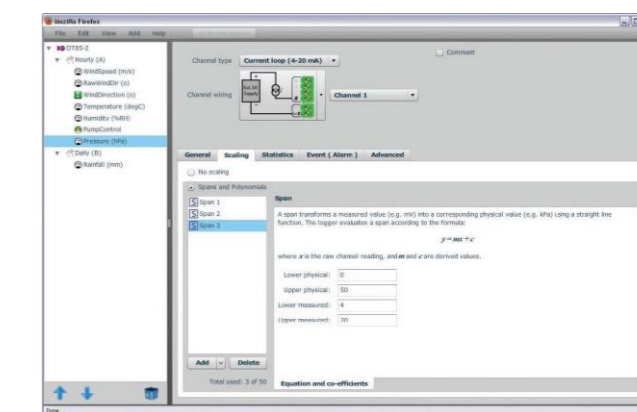 Mozilla Firefox
File Edit View Add Help
DT85-2
Hourly (A)
WindSpeed (m/s)
RawWindDir (o)
WindDirection (o)
Temperature (degC)
Humidity (%RH)
PumpControl
Pressure (hPa)
Daily (B)
Rainfall (mm)
Channel type Current loop (4-20 mA)
Comment
Channel wiring Ext DC Supply Channel 1
General Scaling Statistics Event ( Alarm ) Advanced
No scaling
Spans and Polynomials
Span 1
Span 2
Span 3
Span
A span transforms a measured value (e.g. mV) into a corresponding physical value (e.g. kPa) using a straight line
function. The logger evaluates a span according to the formula:
y=mx+c
where x is the raw channel reading, and m and c are derived values.
Lower physical: 0
Upper physical: 50
Lower measured: 4
Upper measured: 20
Add Delete
Total used: 3 of 50
Equation and co-efficients
Done